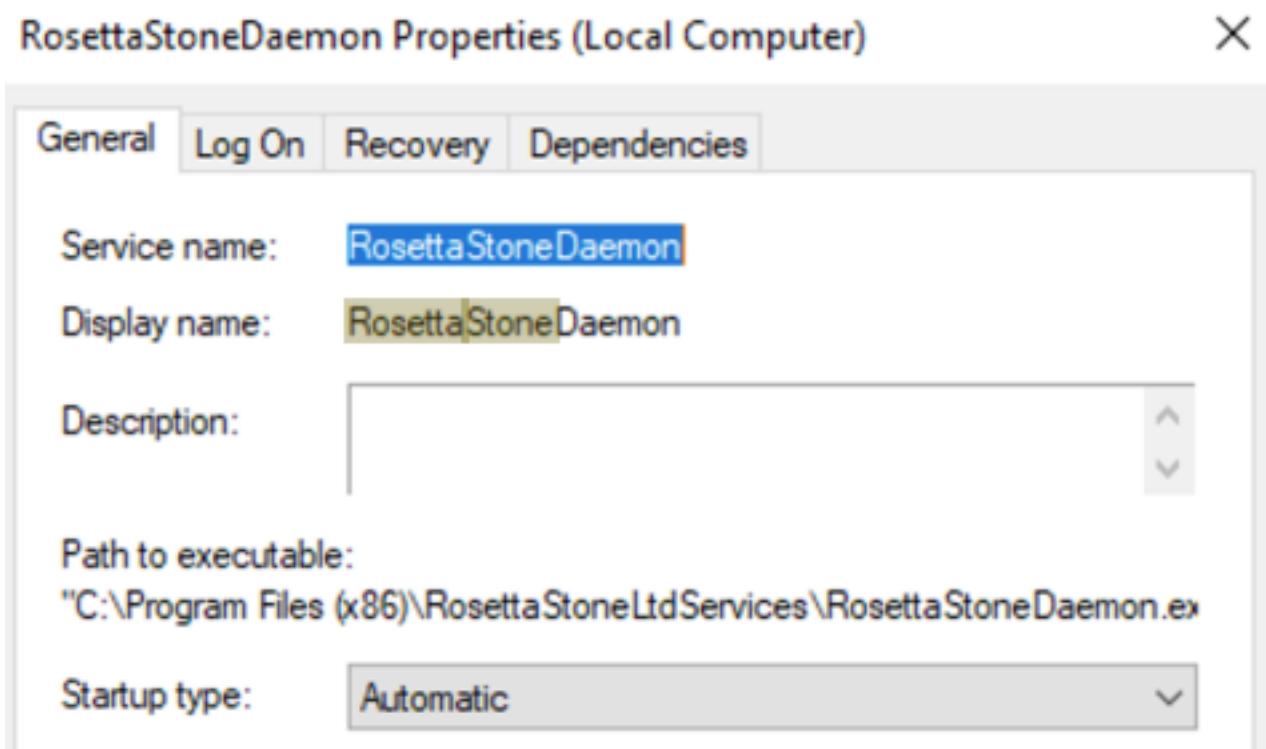 RosettaStoneDaemon Properties (Local Computer)
General Log On Recovery Dependencies
Service name: RosettaStoneDaemon
Display name: RosettaStoneDaemon
Description:
Path to executable:
"C:\Program Files (x86)\RosettaStoneLtdServices\RosettaStoneDaemon.ex
Startup type: Automatic